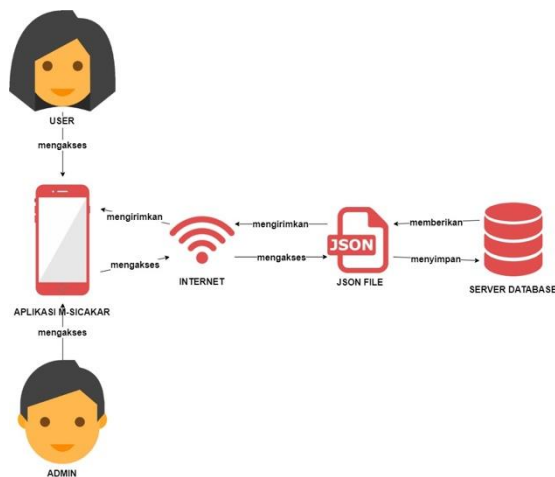 USER
mengakses
mengirimkan
mengirimkan
memberikan
JSON
mengakses
mengakses
menyimpan
INTERNET
JSON FILE
SERVER DATABASE
APLIKASI M-SICAKAR
mengakses
ADMIN